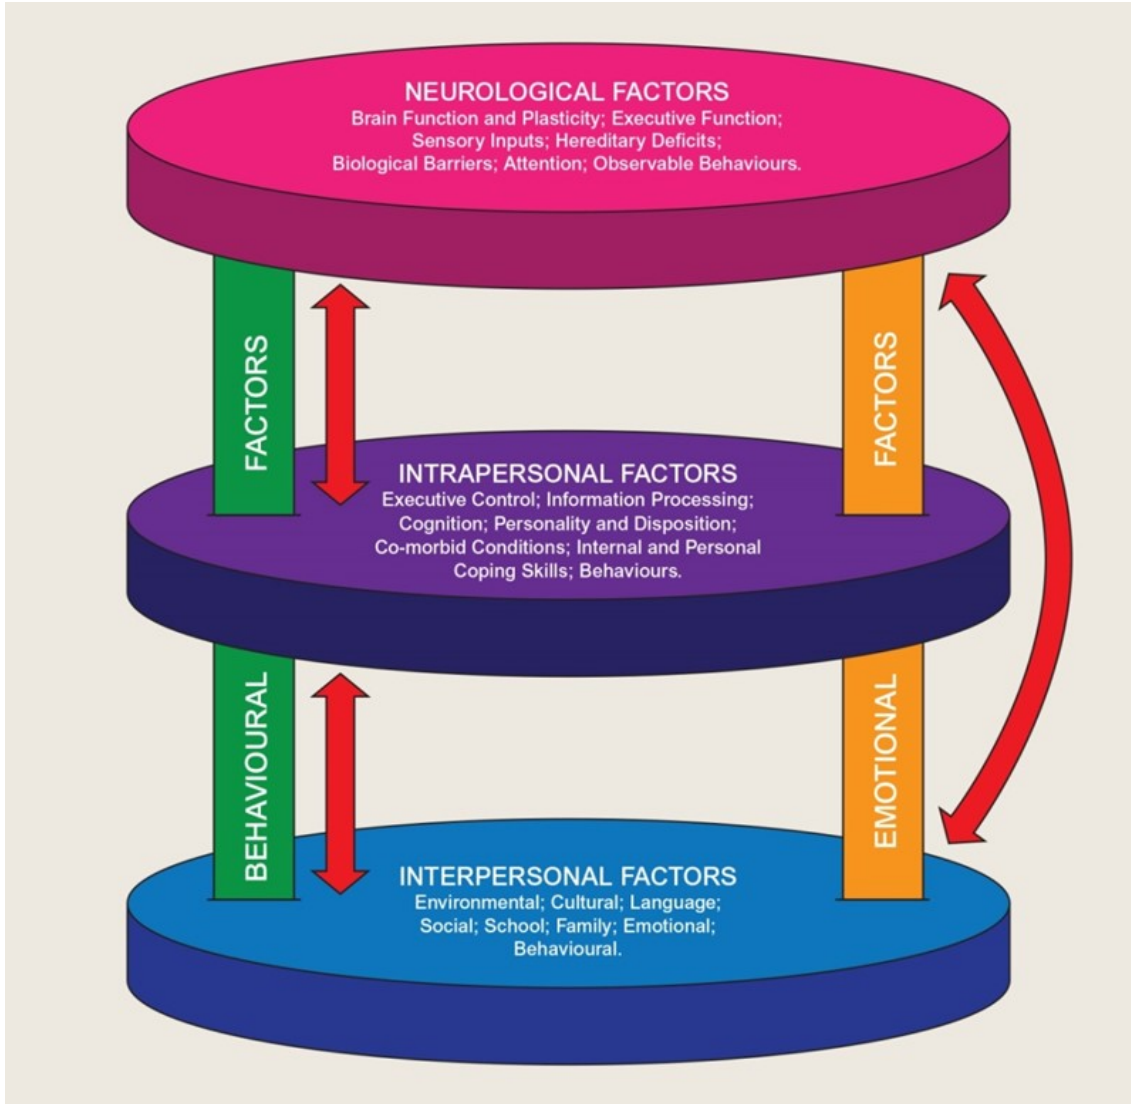 NEUROLOGICAL FACTORS
Brain Function and Plasticity; Executive Function;
Sensory Inputs; Hereditary Deficits;
Biological Barriers; Attention; Observable Behaviours.
FACTORS
FACTORS
INTRAPERSONAL FACTORS
Executive Control; Information Processing;
Cognition; Personality and Disposition;
Co-morbid Conditions; Internal and Personal
Coping Skills; Behaviours.
BEHAVIOURAL
EMOTIONAL
INTERPERSONAL FACTORS
Environmental; Cultural; Language;
Social; School; Family; Emotional;
Behavioural.